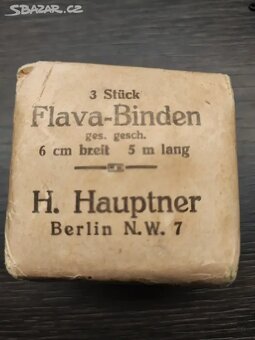 SBAZAR.CZ
3 Stück
Flava-Binden
ges. gesch.
6 cm breit 5 m lang
H. Hauptner
Berlin N.W. 7